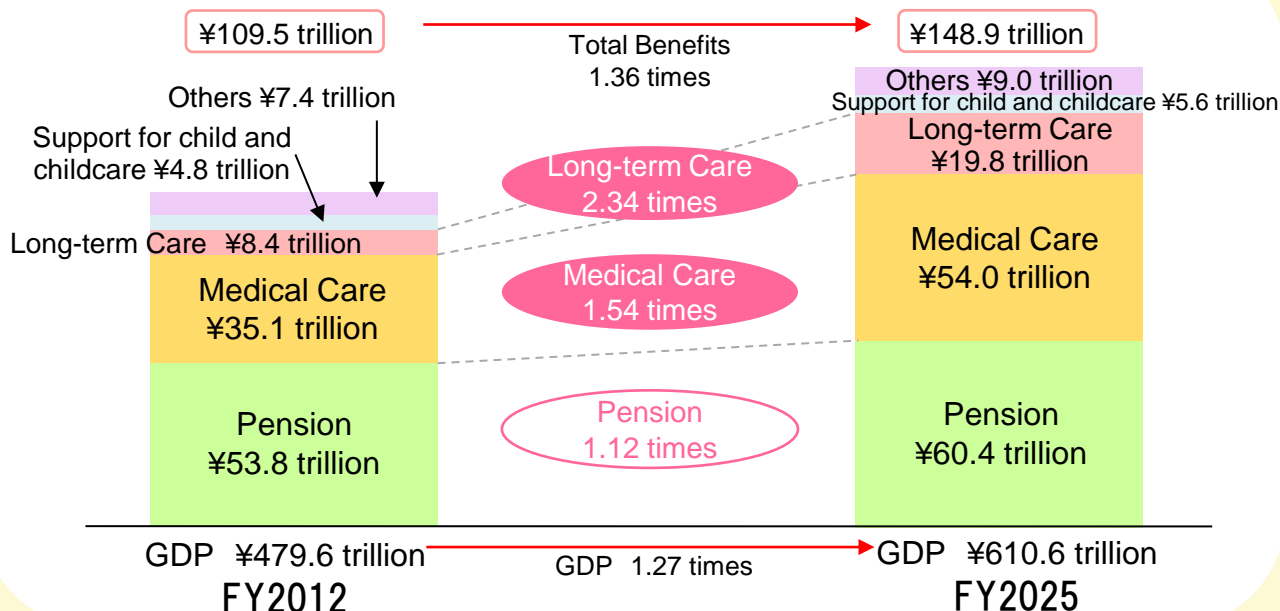 ¥109.5 trillion
Total Benefits
1.36 times
¥148.9 trillion
Others ¥7.4 trillion
Support for child and
childcare ¥4.8 trillion
Long-term Care ¥8.4 trillion
Medical Care
¥35.1 trillion
Pension
¥53.8 trillion
Long-term Care
2.34 times
Medical Care
1.54 times
Pension
1.12 times
Others ¥9.0 trillion
Support for child and childcare ¥5.6 trillion
Long-term Care
¥19.8 trillion
Medical Care
¥54.0 trillion
Pension
¥60.4 trillion
GDP ¥479.6 trillion
GDP 1.27 times
GDP ¥610.6 trillion
FY2012
FY2025